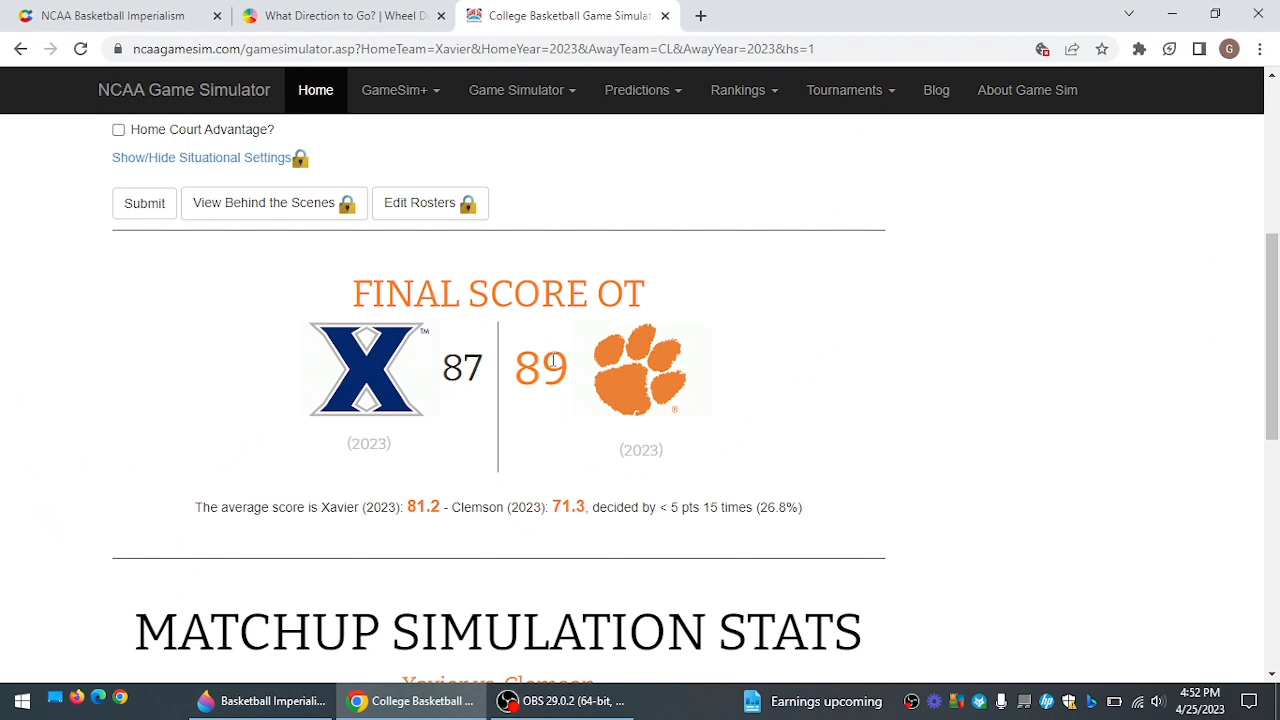 NCAA Basketball Imperialism
What Direction to Go? | Wheel D
College Basketball Game Simulat
ncaagamesim.com/gamesimulator.asp?HomeTeam=Xavier&HomeYear=2023&AwayTeam=CL&AwayYear=2023&hs=1
G
NCAA Game Simulator Home GameSim+ Game Simulator Predictions Rankings Tournaments Blog About Game Sim
Home Court Advantage?
Show/Hide Situational Settings
Submit View Behind the Scenes Edit Rosters
FINAL SCORE OT
X TM 87 89 ®
(2023) (2023)
The average score is Xavier (2023): 81.2 - Clemson (2023): 71.3, decided by < 5 pts 15 times (26.8%)
MATCHUP SIMULATION STATS
Xavier vs. Clemson
Basketball Imperiali... College Basketball ... OBS 29.0.2 (64-bit, ... Earnings upcoming 4:52 PM
4/25/2023